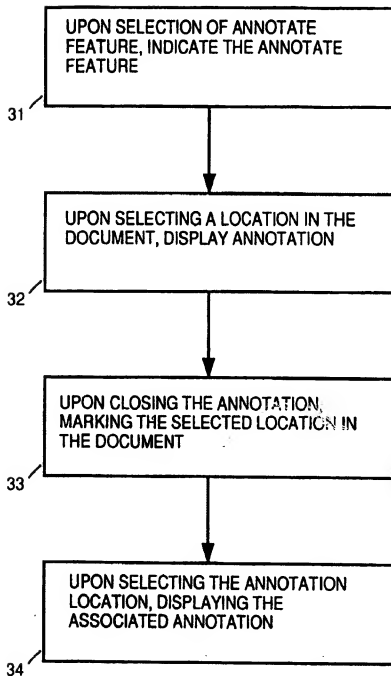 UPON SELECTION OF ANNOTATE
FEATURE, INDICATE THE ANNOTATE
FEATURE
31
UPON SELECTING A LOCATION IN THE
DOCUMENT, DISPLAY ANNOTATION
32
UPON CLOSING THE ANNOTATION,
MARKING THE SELECTED LOCATION IN
THE DOCUMENT
33
UPON SELECTING THE ANNOTATION
LOCATION, DISPLAYING THE
ASSOCIATED ANNOTATION
34